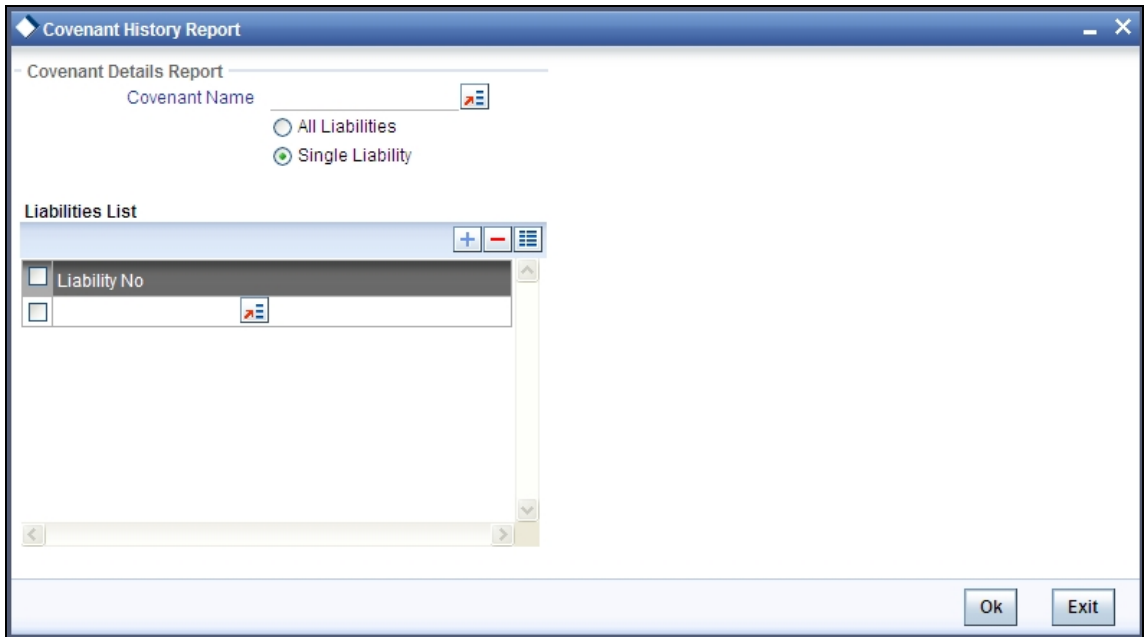 Covenant History Report
Covenant Details Report
Covenant Name
All Liabilities
Single Liability
Liabilities List
Liability No
Ok Exit